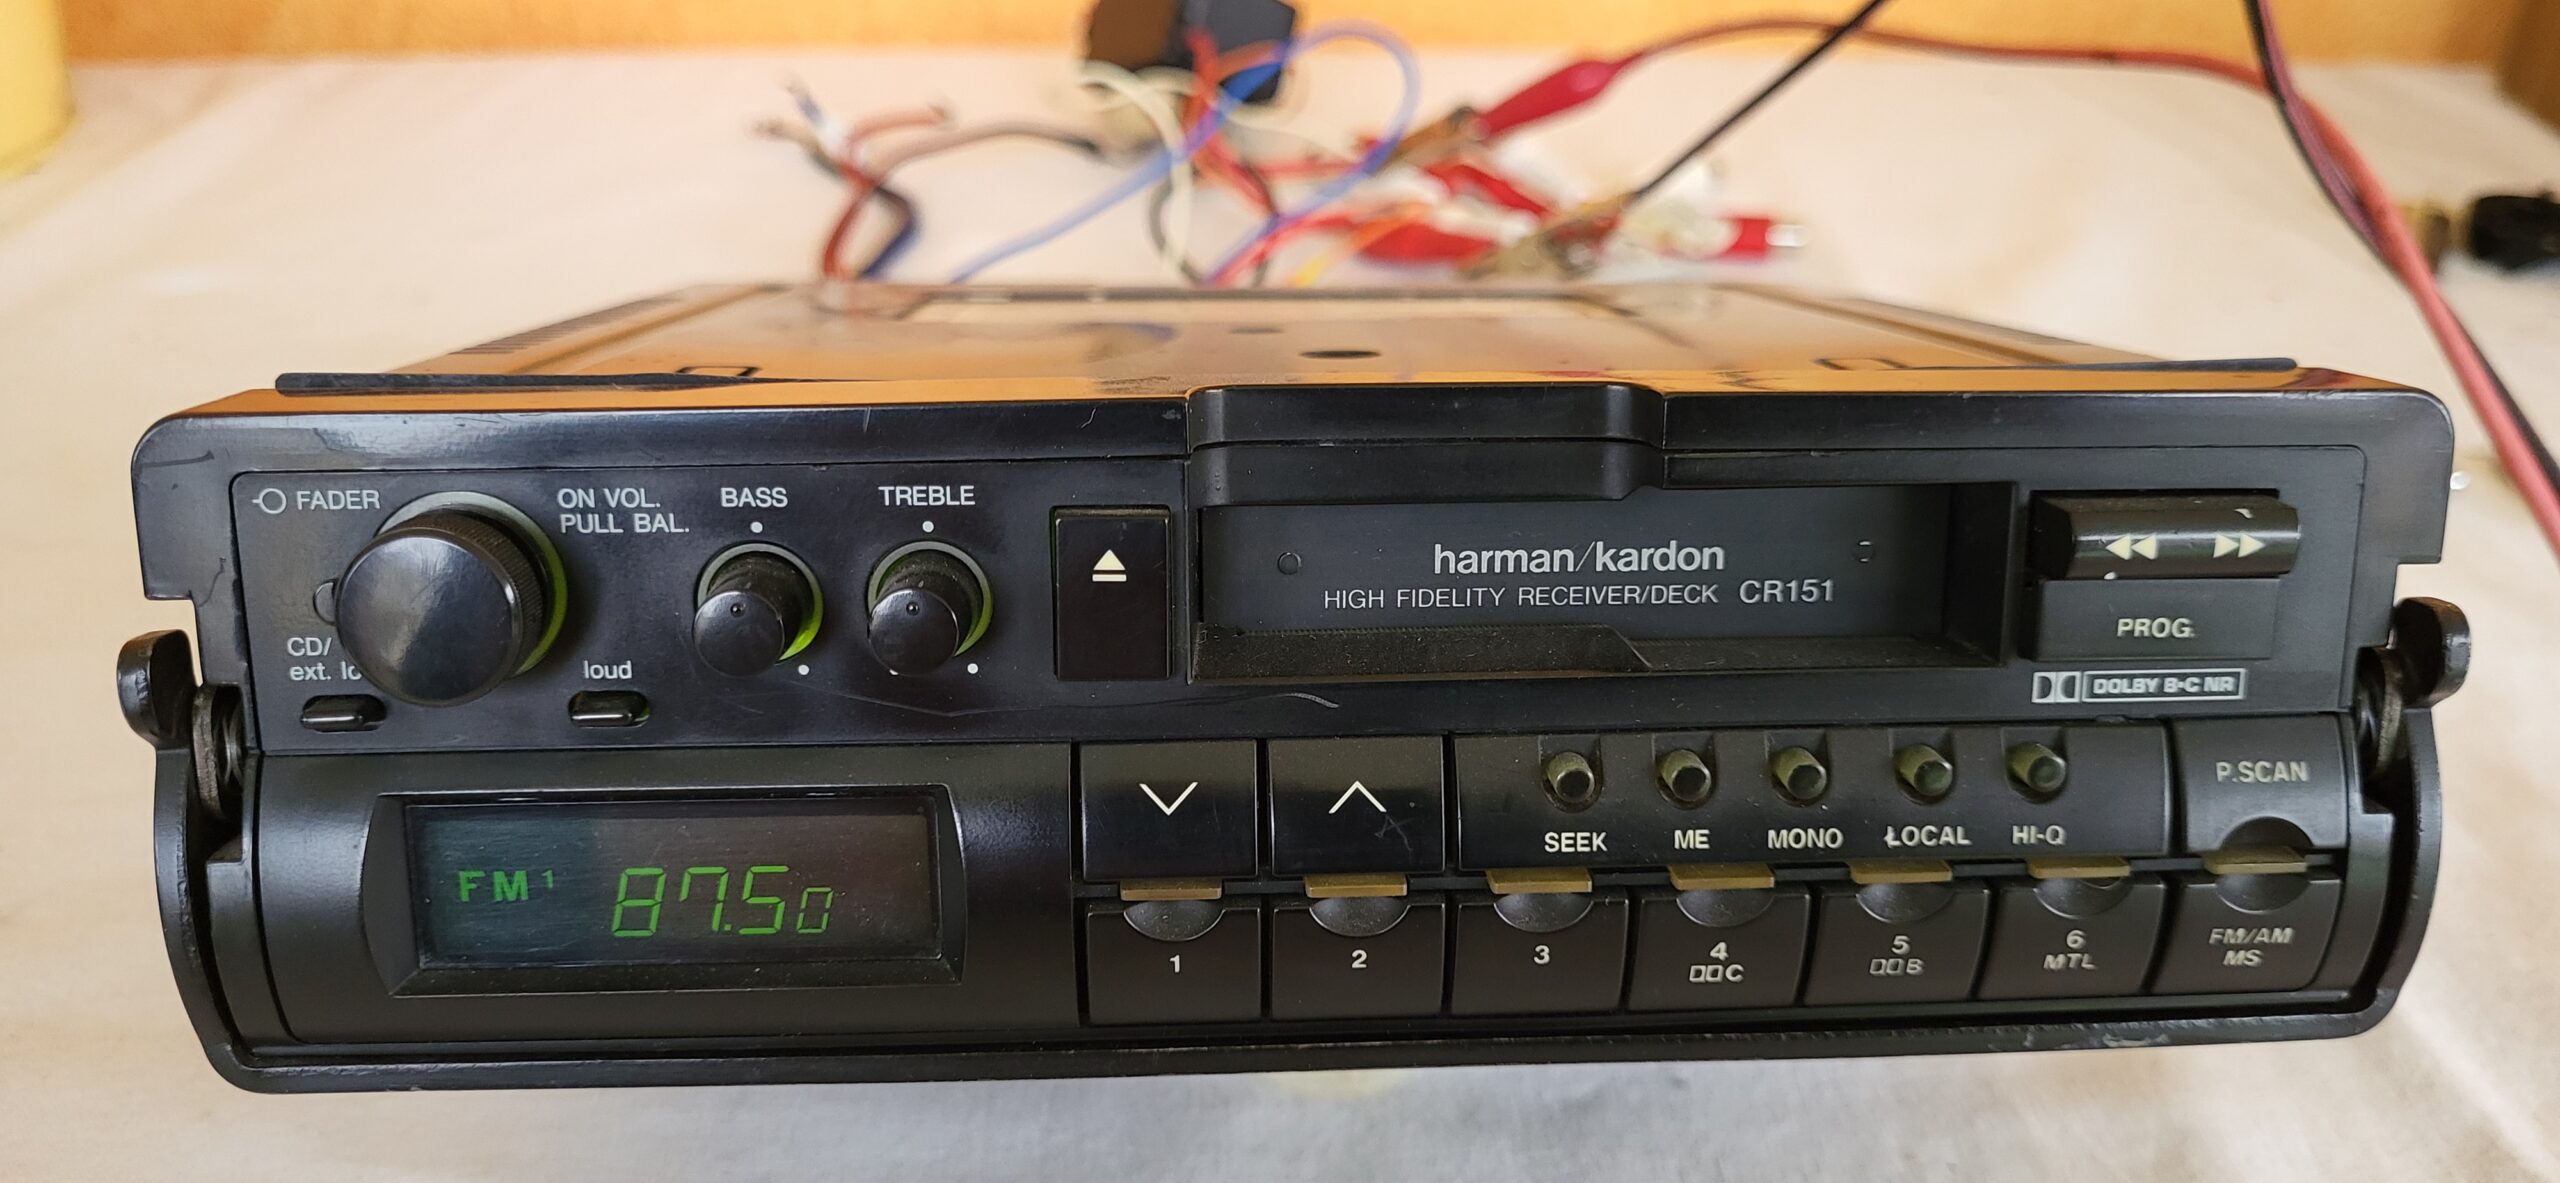 FADER
ON VOL.
PULL BAL.
BASS
TREBLE
CD/
ext. lo
loud
harman/kardon
HIGH FIDELITY RECEIVER/DECK CR151
PROG.
DOLBY B·C NR
FM 1 87.50
SEEK ME MONO LOCAL HI-Q
P.SCAN
1 2 3 4 5 6 FM/AM
C B MTL MS